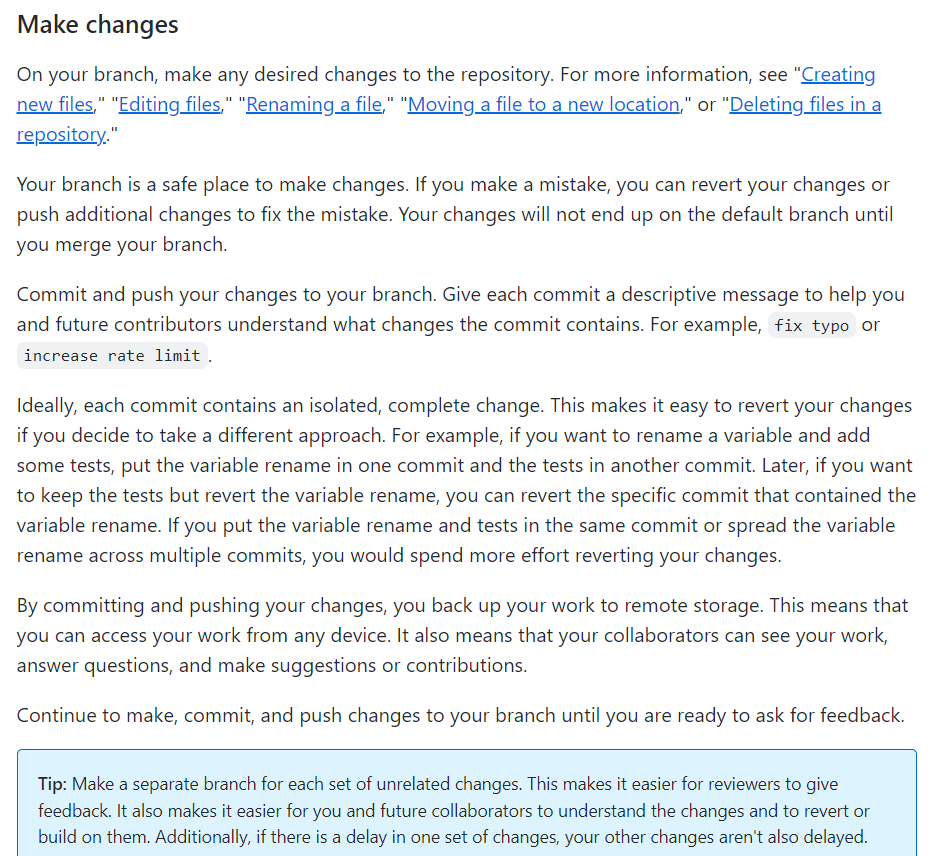 Make changes
On your branch, make any desired changes to the repository. For more information, see "Creating
new files," "Editing files," "Renaming a file," "Moving a file to a new location," or "Deleting files in a
repository."
Your branch is a safe place to make changes. If you make a mistake, you can revert your changes or
push additional changes to fix the mistake. Your changes will not end up on the default branch until
you merge your branch.
Commit and push your changes to your branch. Give each commit a descriptive message to help you
and future contributors understand what changes the commit contains. For example, fix typo or
increase rate limit.
Ideally, each commit contains an isolated, complete change. This makes it easy to revert your changes
if you decide to take a different approach. For example, if you want to rename a variable and add
some tests, put the variable rename in one commit and the tests in another commit. Later, if you want
to keep the tests but revert the variable rename, you can revert the specific commit that contained the
variable rename. If you put the variable rename and tests in the same commit or spread the variable
rename across multiple commits, you would spend more effort reverting your changes.
By committing and pushing your changes, you back up your work to remote storage. This means that
you can access your work from any device. It also means that your collaborators can see your work,
answer questions, and make suggestions or contributions.
Continue to make, commit, and push changes to your branch until you are ready to ask for feedback.
Tip: Make a separate branch for each set of unrelated changes. This makes it easier for reviewers to give
feedback. It also makes it easier for you and future collaborators to understand the changes and to revert or
build on them. Additionally, if there is a delay in one set of changes, your other changes aren't also delayed.